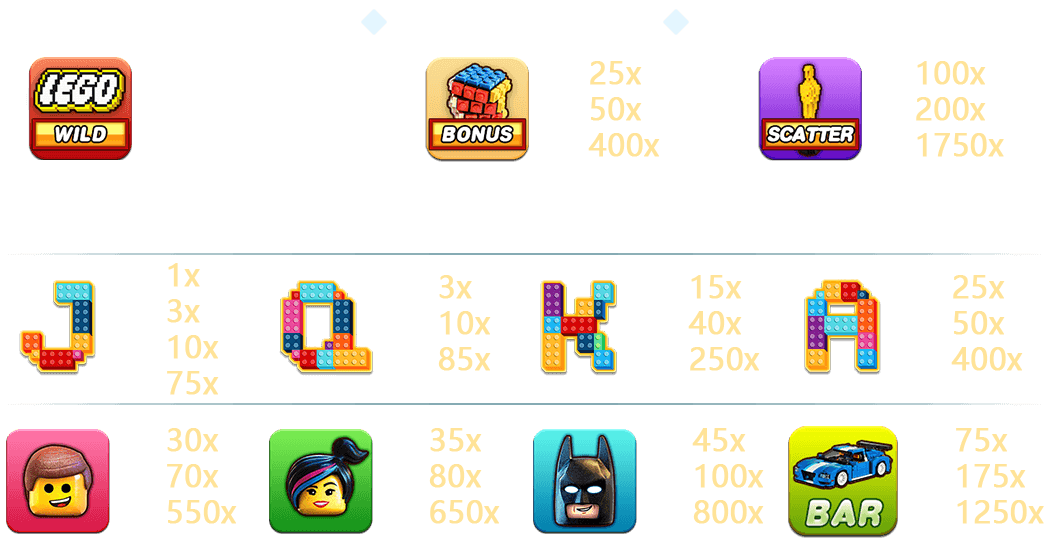 LEGO
WILD
BONUS
25x
50x
400x
SCATTER
100x
200x
1750x
J
1x
3x
10x
75x
Q
3x
10x
85x
K
15x
40x
250x
A
25x
50x
400x
30x
70x
550x
35x
80x
650x
45x
100x
800x
BAR
75x
175x
1250x